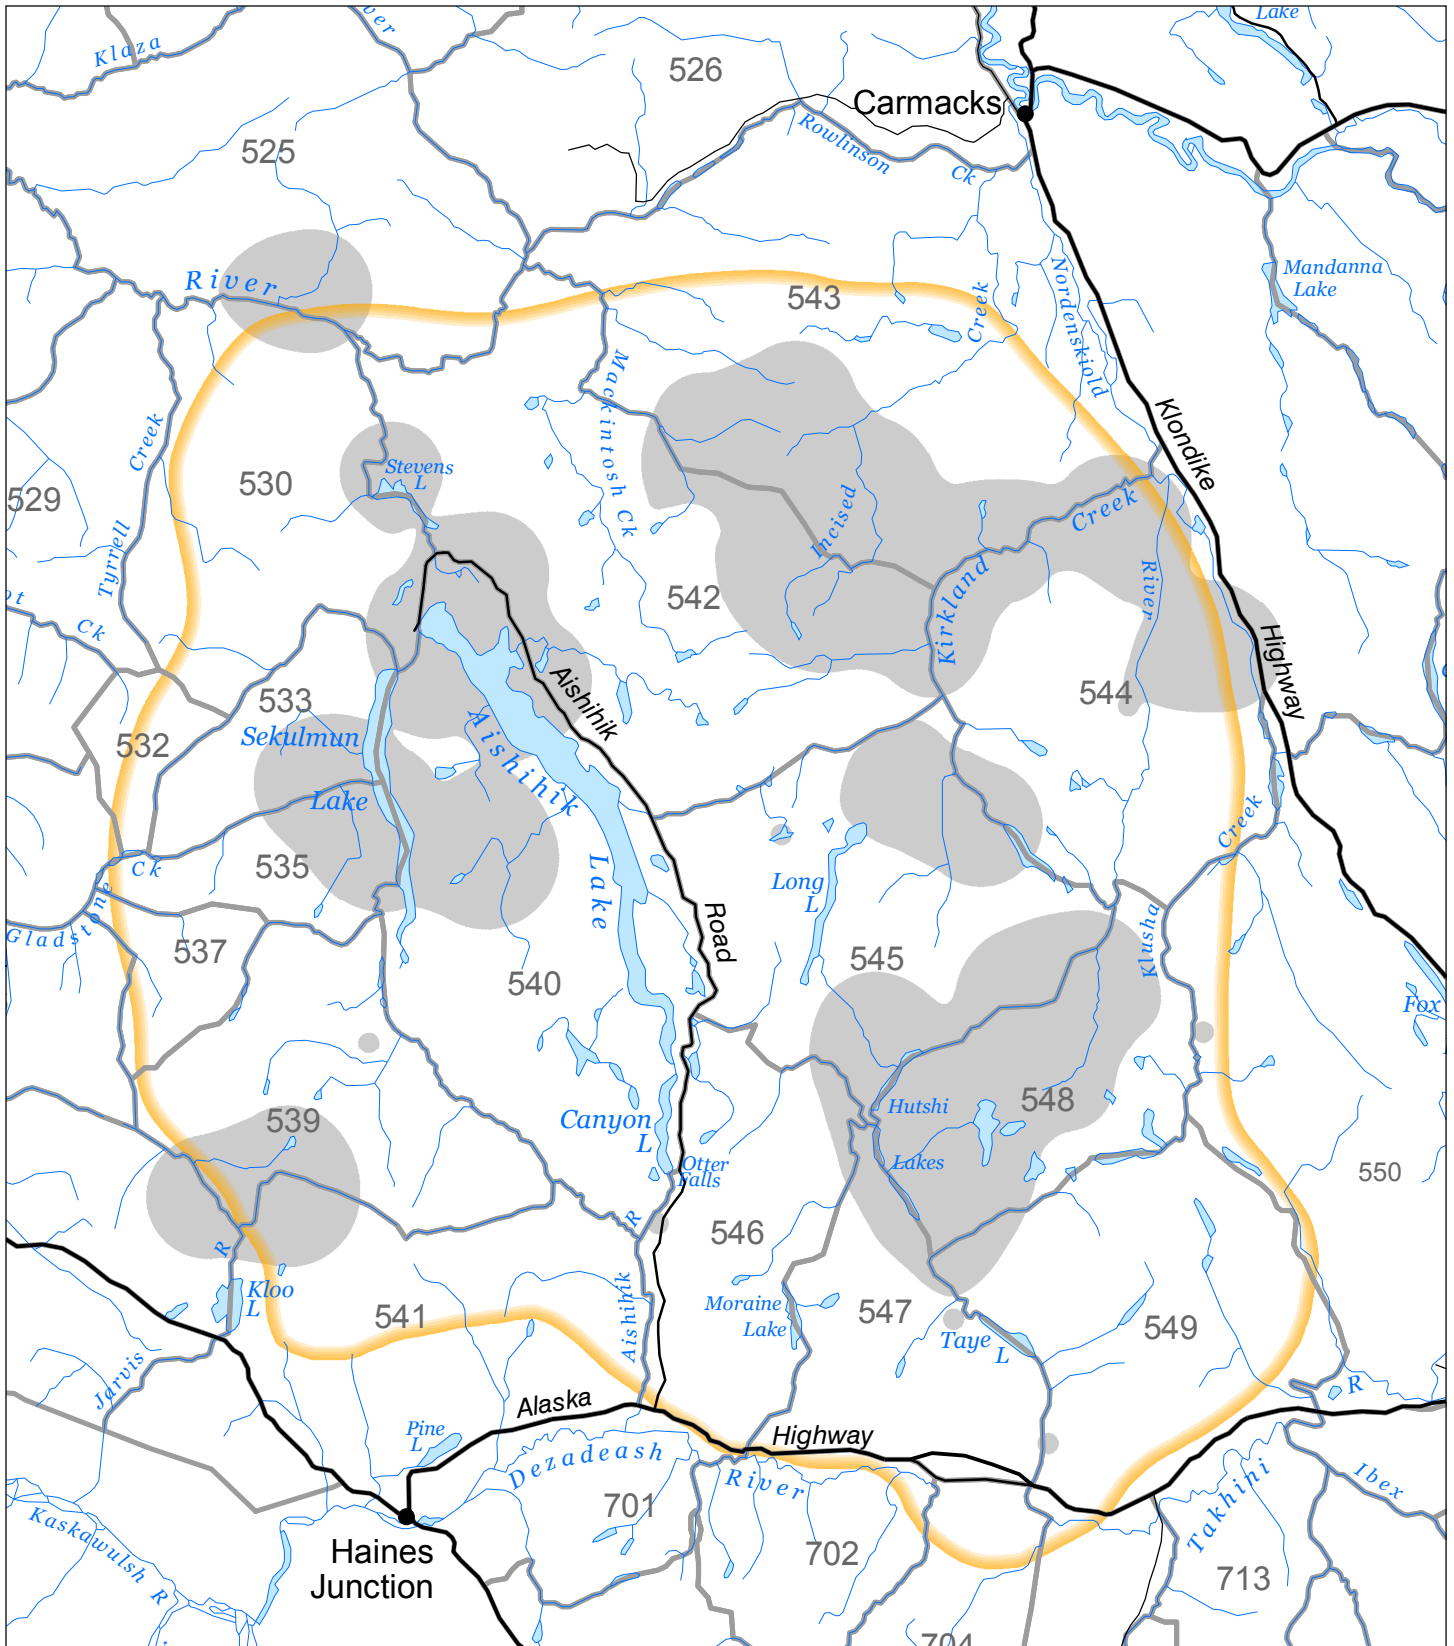 Lake
Klaza
ver
526
Carmacks
Rowlinson
Ck
525
River
Mandanna
Lake
543
Creek
Nordenskiold
Mackintosh Ck
Klondike
Highway
Tyrrell Creek
Stevens
L
530
529
Incised
Creek
Kirkland
River
ot
Ck
542
544
533
Sekulmun
Lake
532
Aishihik
Road
Aishihik
Lake
Creek
Klusha
Ck
535
Long
L
Gladstone
537
540
545
Fox
Canyon
L
Hutshi
Lakes
548
539
Otter
Falls
550
R
R
546
Kloo
L
541
Aishihik
Moraine
Lake
547
Taye
L
549
Jarvis
R
Alaska
Highway
Pine
L
Dezadeash
River
701
702
Takhini
Ibex
Kaskawulsh R
Haines
Junction
713
704